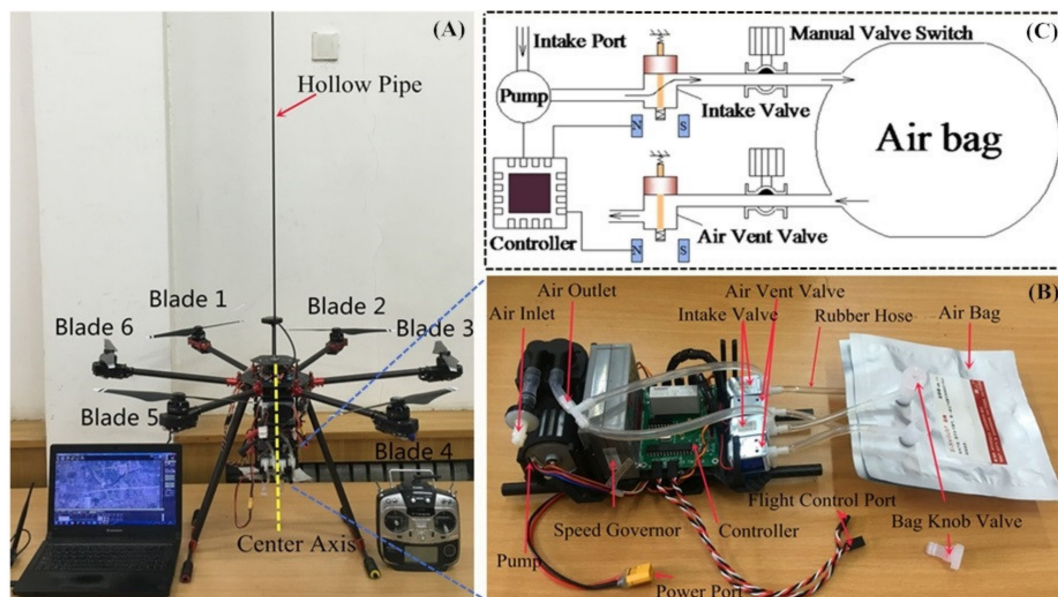 (A)
Hollow Pipe
Blade 1
Blade 2
Blade 6
Blade 3
Blade 5
Blade 4
Center Axis
(C)
Intake Port
Manual Valve Switch
Pump
Intake Valve
Air bag
N
S
Controller
Air Vent Valve
N
S
(B)
Air Outlet
Air Vent Valve
Air Inlet
Intake Valve
Rubber Hose
Air Bag
Flight Control Port
Speed Governor
Controller
Bag Knob Valve
Pump
Power Port